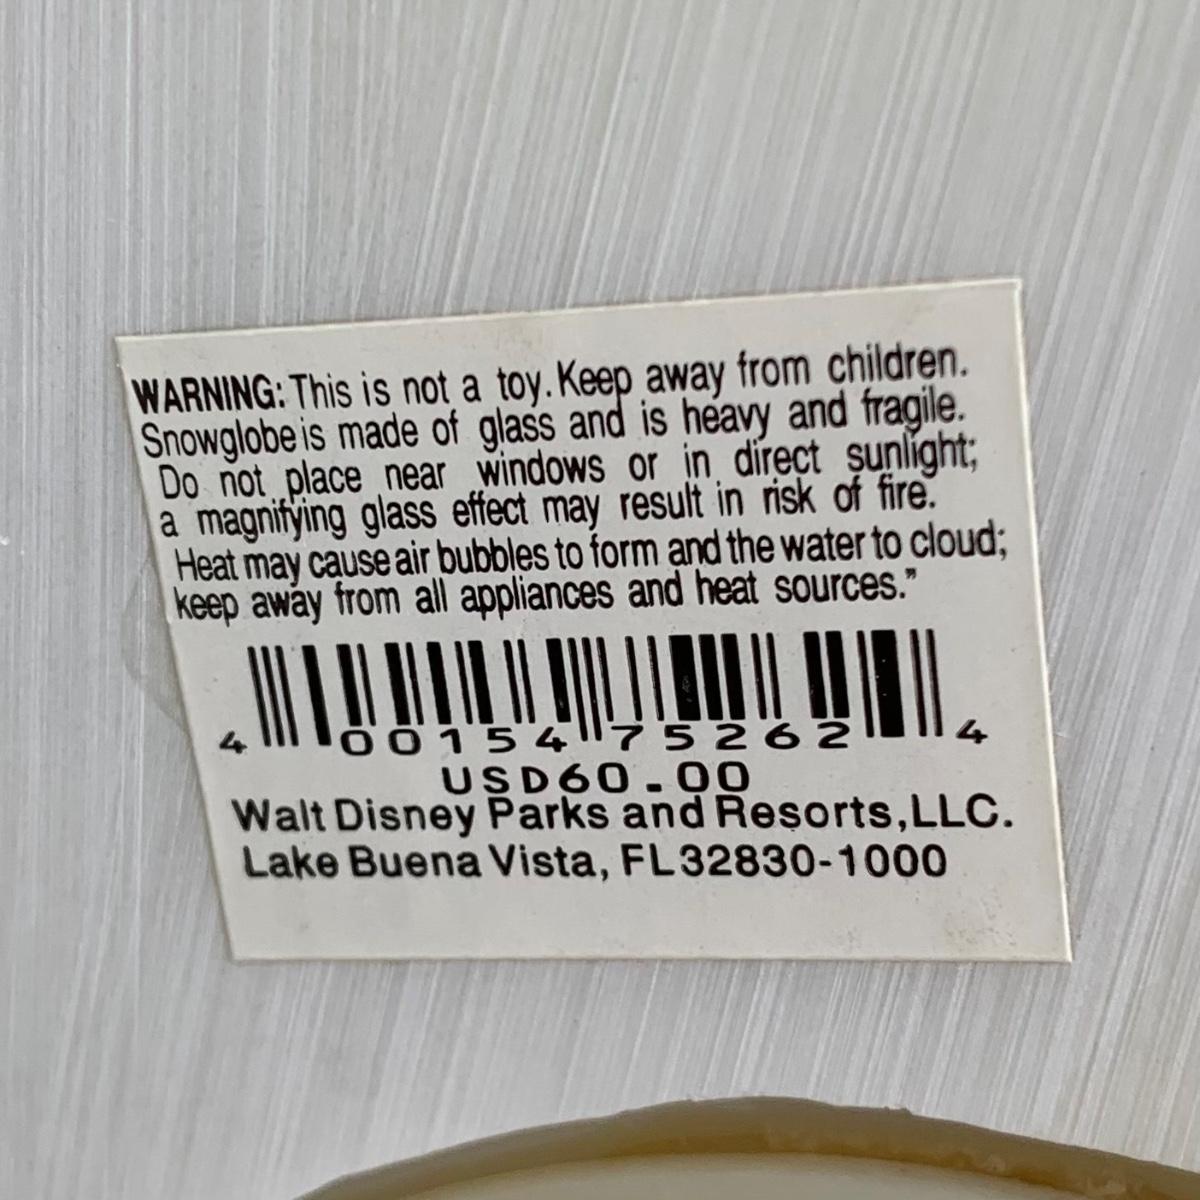 WARNING: This is not a toy. Keep away from children.
Snowglobe is made of glass and is heavy and fragile.
Do not place near windows or in direct sunlight;
a magnifying glass effect may result in risk of fire.
Heat may cause air bubbles to form and the water to cloud;
keep away from all appliances and heat sources.”
4 00154 75262 4
USD60.00
Walt Disney Parks and Resorts,LLC.
Lake Buena Vista, FL32830-1000